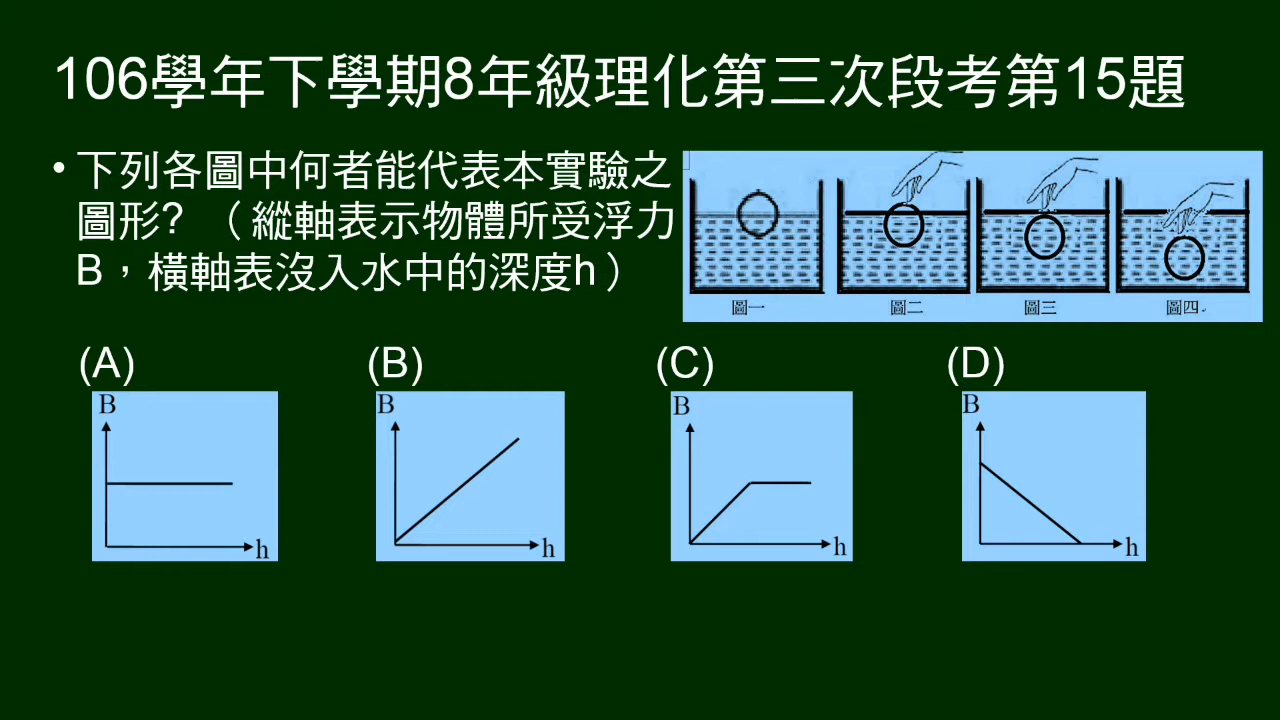 106學年下學期8年級理化第三次段考第15題
• 下列各圖中何者能代表本實驗之
圖形?（縱軸表示物體所受浮力
B，橫軸表沒入水中的深度h）
圖一 圖二 圖三 圖四
(A) (B) (C) (D)
B B B B
h h h h